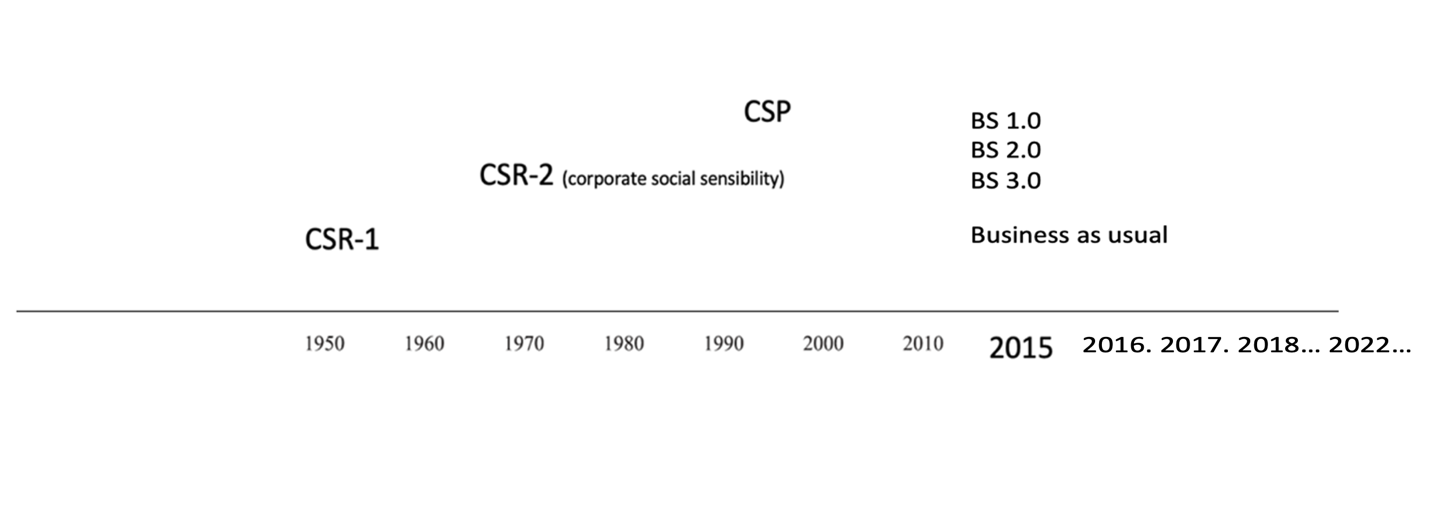 CSP
BS 1.0
BS 2.0
CSR-2 (corporate social sensibility)
BS 3.0
CSR-1
Business as usual
1950 1960 1970 1980 1990 2000 2010 2015 2016. 2017. 2018... 2022...